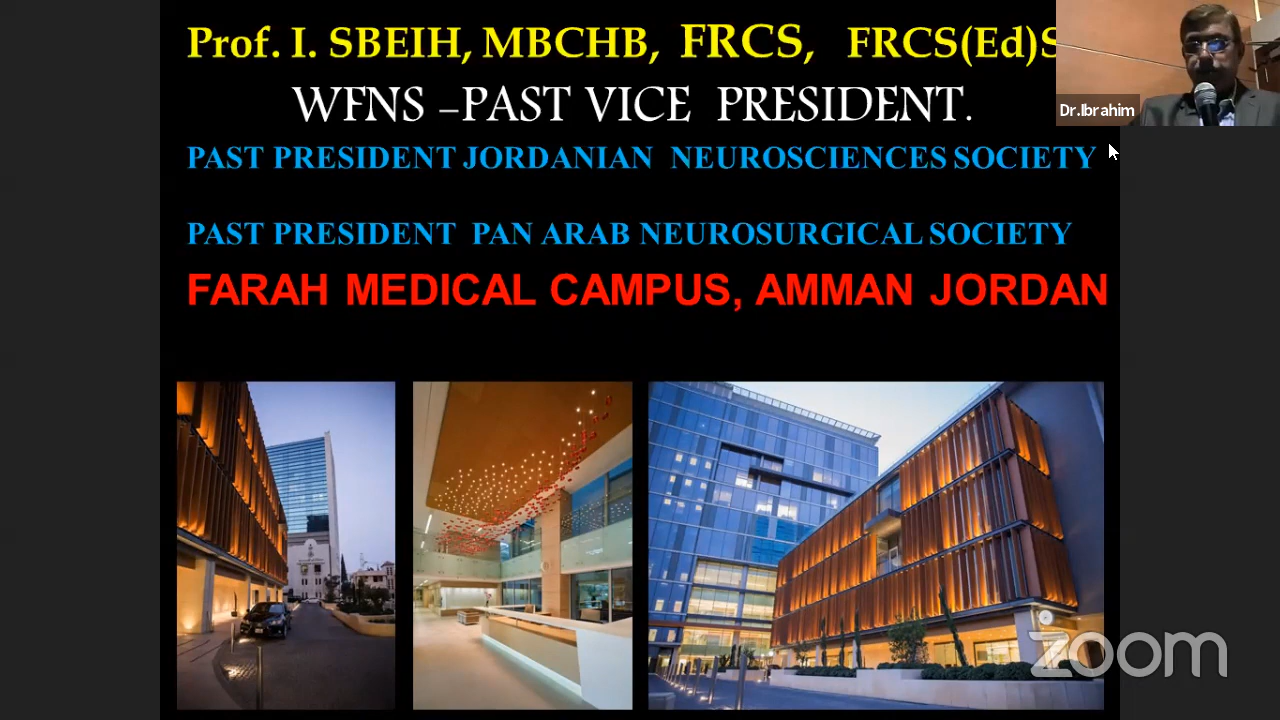 Prof. I. SBEIH, MBCHB, FRCS, FRCS(Ed)S
WFNS –PAST VICE PRESIDENT.
Dr.Ibrahim
PAST PRESIDENT JORDANIAN NEUROSCIENCES SOCIETY
PAST PRESIDENT PAN ARAB NEUROSURGICAL SOCIETY
FARAH MEDICAL CAMPUS, AMMAN JORDAN
zoom